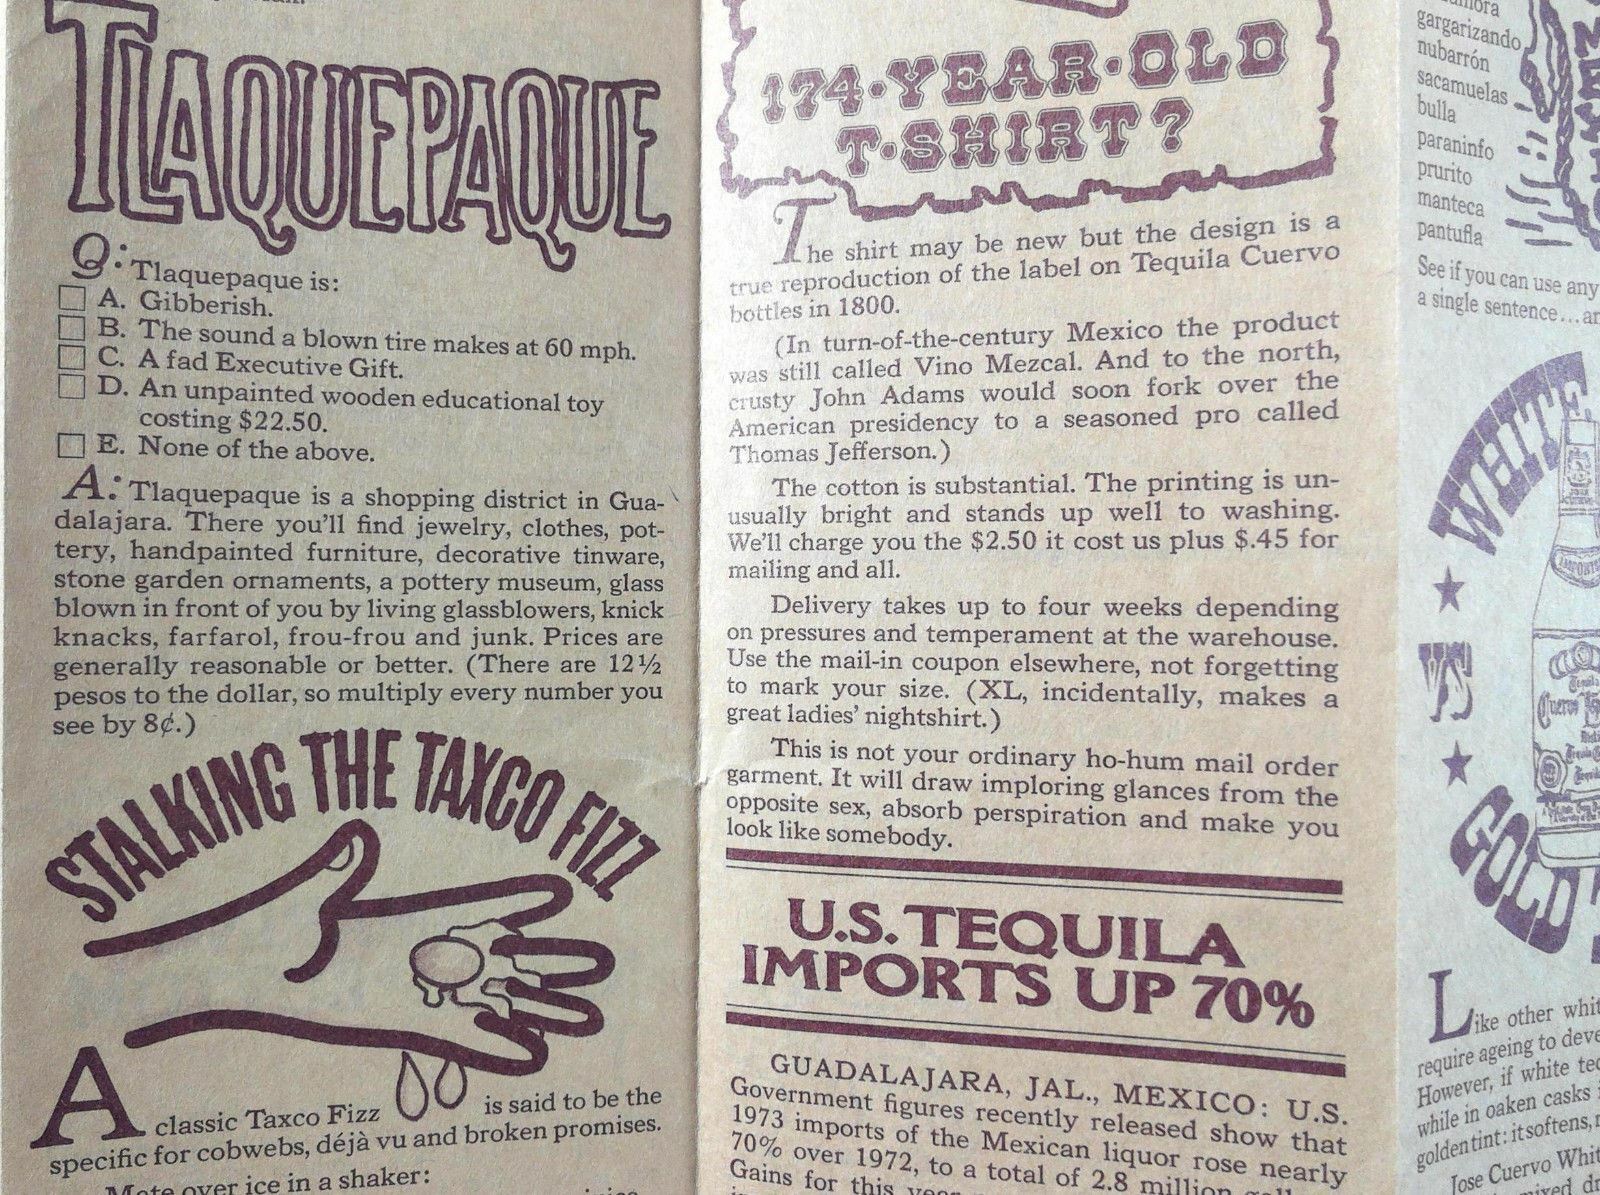 TLAQUEPAQUE
Q: Tlaquepaque is:
A. Gibberish.
B. The sound a blown tire makes at 60 mph.
C. A fad Executive Gift.
D. An unpainted wooden educational toy
costing $22.50.
E. None of the above.
A: Tlaquepaque is a shopping district in Gua-
dalajara. There you'll find jewelry, clothes, pot-
tery, handpainted furniture, decorative tinware,
stone garden ornaments, a pottery museum, glass
blown in front of you by living glassblowers, knick
knacks, farfarol, frou-frou and junk. Prices are
generally reasonable or better. (There are 12½
pesos to the dollar, so multiply every number you
see by 8¢.)
STALKING THE TAXCO FIZZ
A classic Taxco Fizz is said to be the
specific for cobwebs, déjà vu and broken promises.
over ice in a shaker:
174·YEAR·OLD
T·SHIRT?
The shirt may be new but the design is a
true reproduction of the label on Tequila Cuervo
bottles in 1800.
(In turn-of-the-century Mexico the product
was still called Vino Mezcal. And to the north,
crusty John Adams would soon fork over the
American presidency to a seasoned pro called
Thomas Jefferson.)
The cotton is substantial. The printing is un-
usually bright and stands up well to washing.
We'll charge you the $2.50 it cost us plus $.45 for
mailing and all.
Delivery takes up to four weeks depending
on pressures and temperament at the warehouse.
Use the mail-in coupon elsewhere, not forgetting
to mark your size. (XL, incidentally, makes a
great ladies' nightshirt.)
This is not your ordinary ho-hum mail order
garment. It will draw imploring glances from the
opposite sex, absorb perspiration and make you
look like somebody.
U.S. TEQUILA
IMPORTS UP 70%
GUADALAJARA, JAL., MEXICO: U.S.
Government figures recently released show that
1973 imports of the Mexican liquor rose nearly
70% over 1972, to a total of 2.8 million
Gains for this
gargarizando
nubarrón
sacamuelas
bulla
paraninfo
prurito
manteca
pantufla
See if you can use any
a single sentence...
WHITE
VS
GOLD
Like other
require ageing to
However, if white
while in oaken casks
golden tint: it softens,
Jose Cuervo